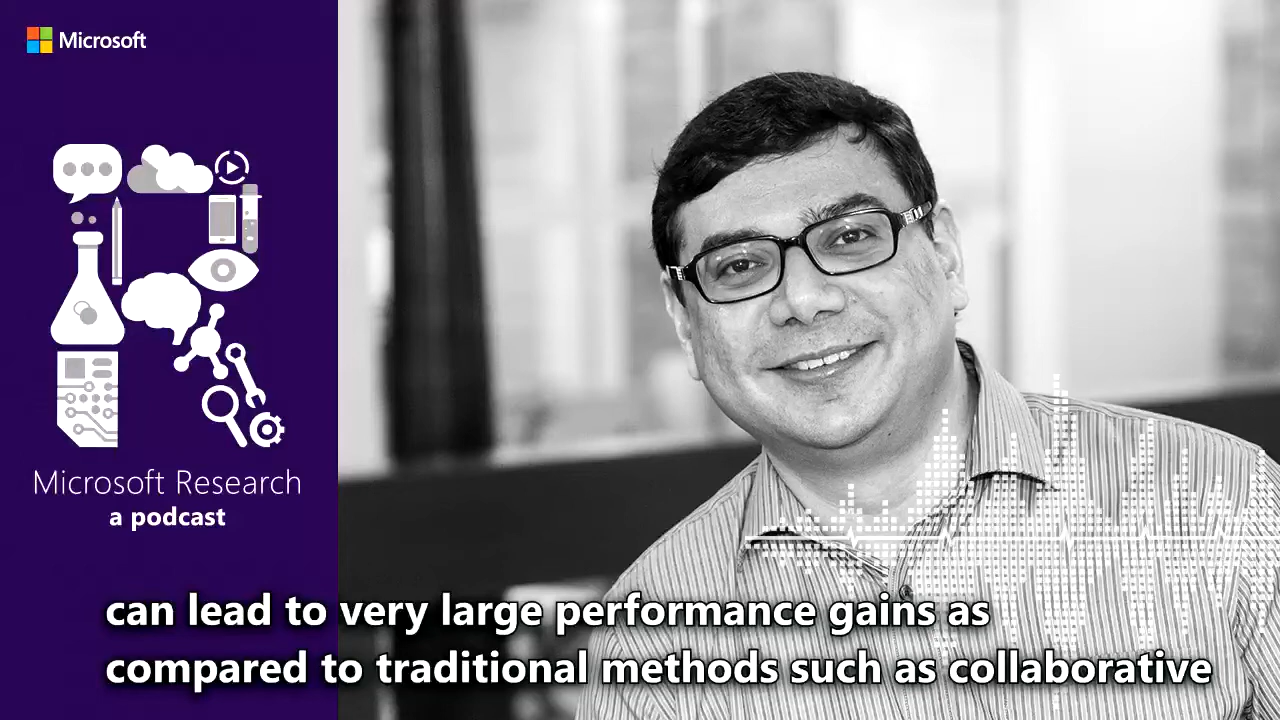 Microsoft
Microsoft Research
a podcast
can lead to very large performance gains as
compared to traditional methods such as collaborative